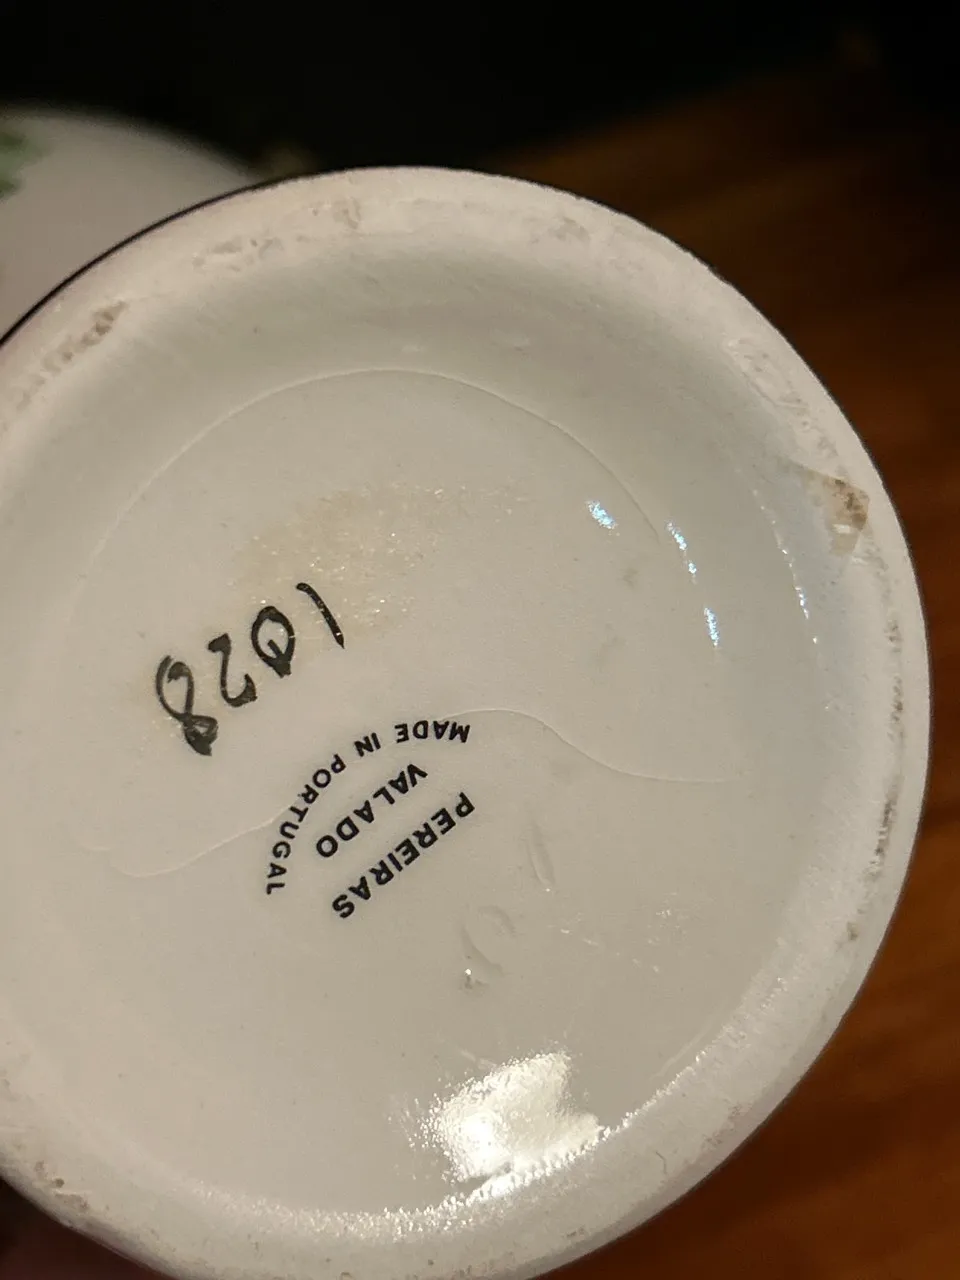 PEREIRAS
VALADO
MADE IN PORTUGAL
1028